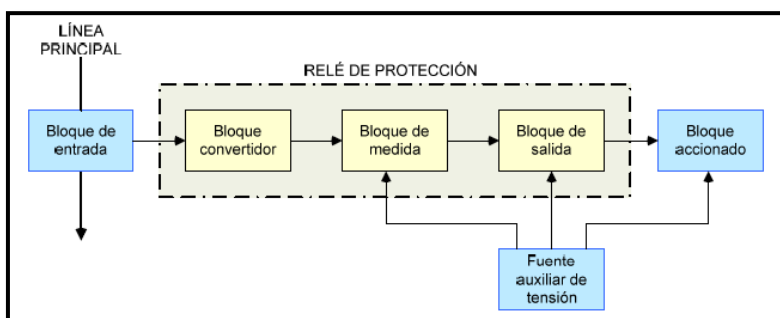 LÍNEA
PRINCIPAL
RELÉ DE PROTECCIÓN
Bloque de
entrada
Bloque
convertidor
Bloque de
medida
Bloque de
salida
Bloque
accionado
Fuente
auxiliar de
tensión